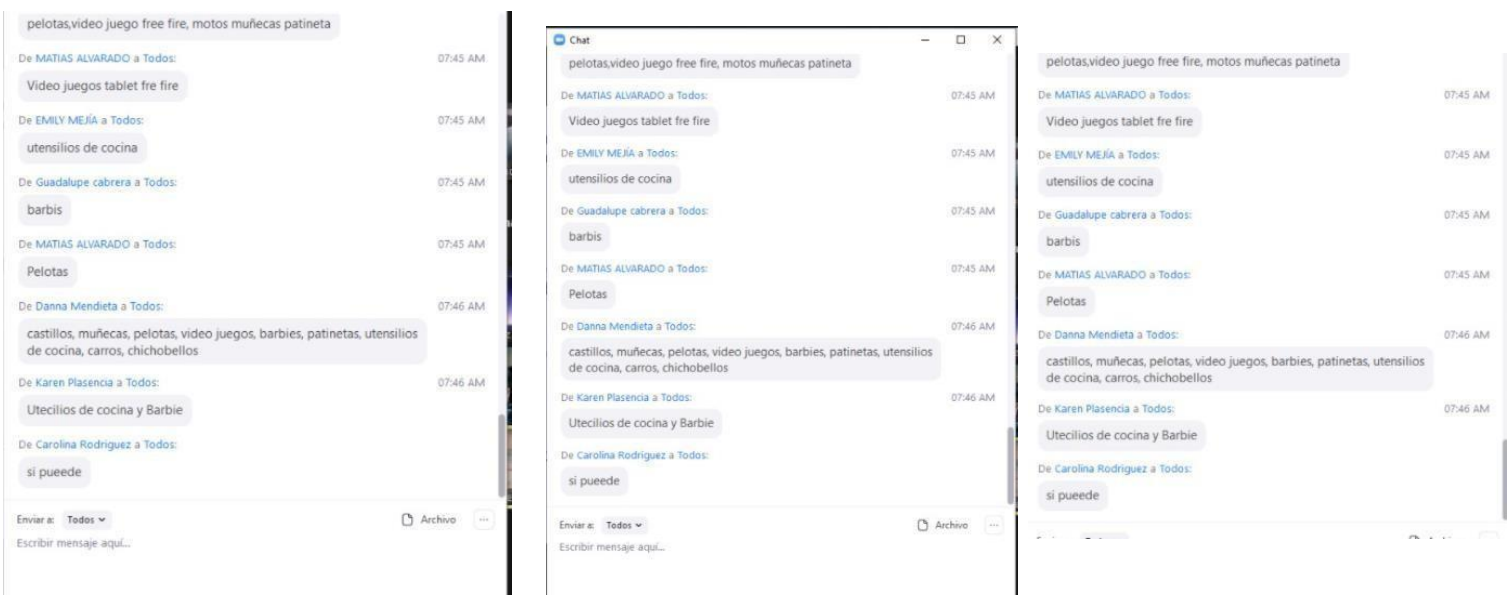 pelotas,video juego free fire, motos muñecas patineta
De MATIAS ALVARADO a Todos: 07:45 AM
Video juegos tablet fre fire
De EMILY MEJÍA a Todos: 07:45 AM
utensilios de cocina
De Guadalupe cabrera a Todos: 07:45 AM
barbis
De MATIAS ALVARADO a Todos: 07:45 AM
Pelotas
De Danna Mendieta a Todos: 07:46 AM
castillos, muñecas, pelotas, video juegos, barbies, patinetas, utensilios
de cocina, carros, chichobellos
De Karen Plasencia a Todos: 07:46 AM
Utecilios de cocina y Barbie
De Carolina Rodriguez a Todos:
si pueede
Enviar a: Todos Archivo ...
Escribir mensaje aquí...
Chat
pelotas,video juego free fire, motos muñecas patineta
De MATIAS ALVARADO a Todos: 07:45 AM
Video juegos tablet fre fire
De EMILY MEJÍA a Todos: 07:45 AM
utensilios de cocina
De Guadalupe cabrera a Todos: 07:45 AM
barbis
De MATIAS ALVARADO a Todos: 07:45 AM
Pelotas
De Danna Mendieta a Todos: 07:46 AM
castillos, muñecas, pelotas, video juegos, barbies, patinetas, utensilios
de cocina, carros, chichobellos
De Karen Plasencia a Todos: 07:46 AM
Utecilios de cocina y Barbie
De Carolina Rodriguez a Todos:
si pueede
Enviar a: Todos Archivo ...
Escribir mensaje aquí...
pelotas,video juego free fire, motos muñecas patineta
De MATIAS ALVARADO a Todos: 07:45 AM
Video juegos tablet fre fire
De EMILY MEJÍA a Todos: 07:45 AM
utensilios de cocina
De Guadalupe cabrera a Todos: 07:45 AM
barbis
De MATIAS ALVARADO a Todos: 07:45 AM
Pelotas
De Danna Mendieta a Todos: 07:46 AM
castillos, muñecas, pelotas, video juegos, barbies, patinetas, utensilios
de cocina, carros, chichobellos
De Karen Plasencia a Todos: 07:46 AM
Utecilios de cocina y Barbie
De Carolina Rodriguez a Todos:
si pueede